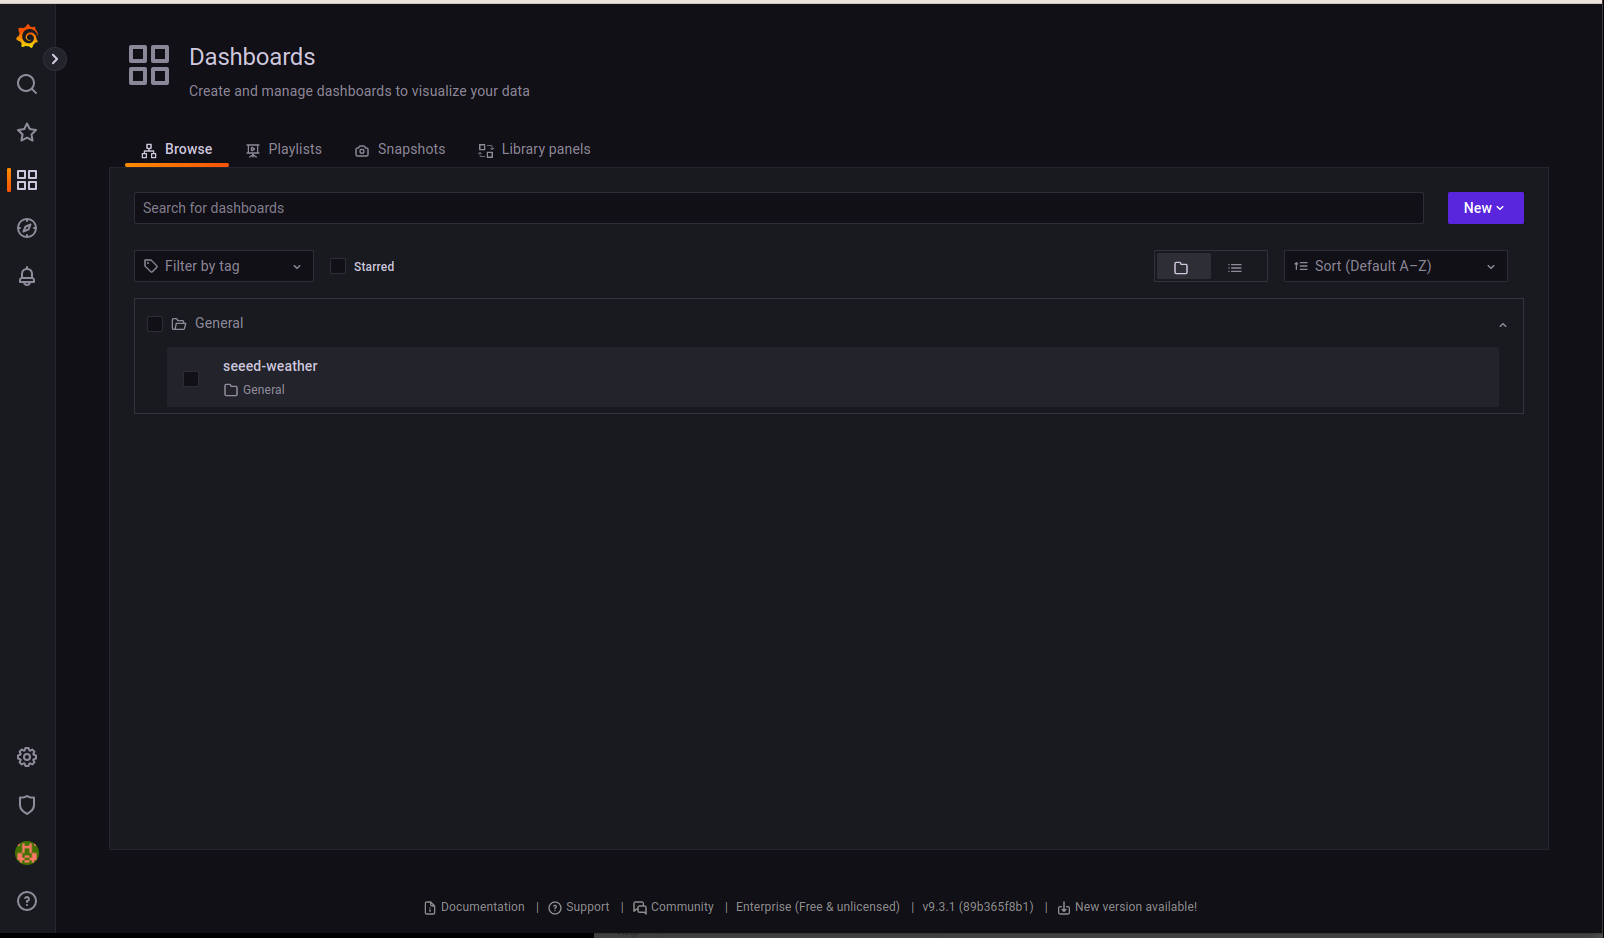 Dashboards
Create and manage dashboards to visualize your data
Browse Playlists Snapshots Library panels
Search for dashboards New
Filter by tag Starred Sort (Default A–Z)
General
seeed-weather
General
Documentation | Support | Community | Enterprise (Free & unlicensed) | v9.3.1 (89b365f8b1) | New version available!